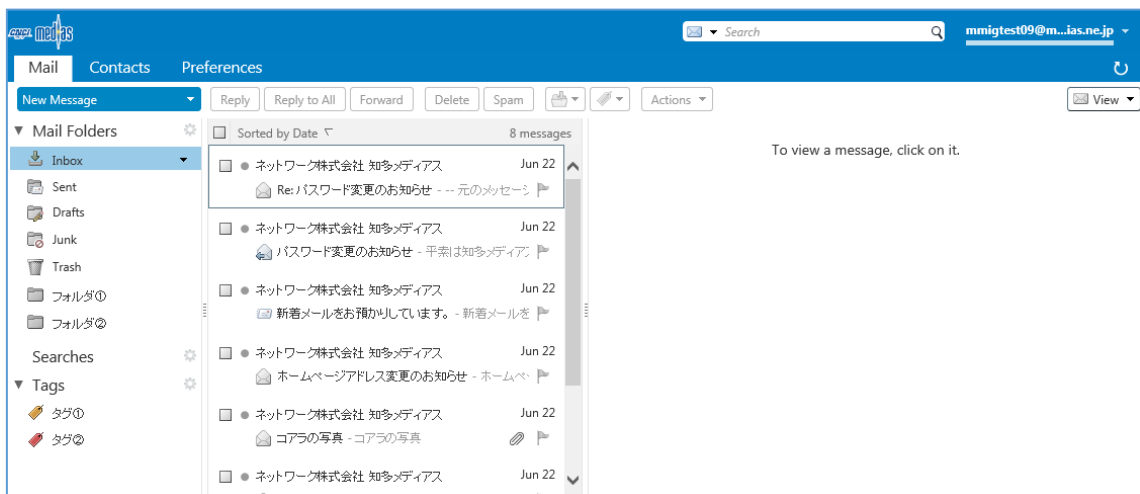 CNCI medias
Search
mmigtest09@m...ias.ne.jp
Mail Contacts Preferences
New Message
Reply Reply to All Forward Delete Spam Actions View
Mail Folders
Sorted by Date 8 messages
Inbox
Sent
Drafts
Junk
Trash
フォルダ①
フォルダ②
Searches
Tags
タグ①
タグ②
ネットワーク株式会社 知多メディアス Jun 22
Re: パスワード変更のお知らせ - -- 元のメッセージ
ネットワーク株式会社 知多メディアス Jun 22
パスワード変更のお知らせ - 平素は知多メディアス
ネットワーク株式会社 知多メディアス Jun 22
新着メールをお預かりしています。 - 新着メールを
ネットワーク株式会社 知多メディアス Jun 22
ホームページアドレス変更のお知らせ - ホームペ
ネットワーク株式会社 知多メディアス Jun 22
コアラの写真 - コアラの写真
ネットワーク株式会社 知多メディアス Jun 22
To view a message, click on it.